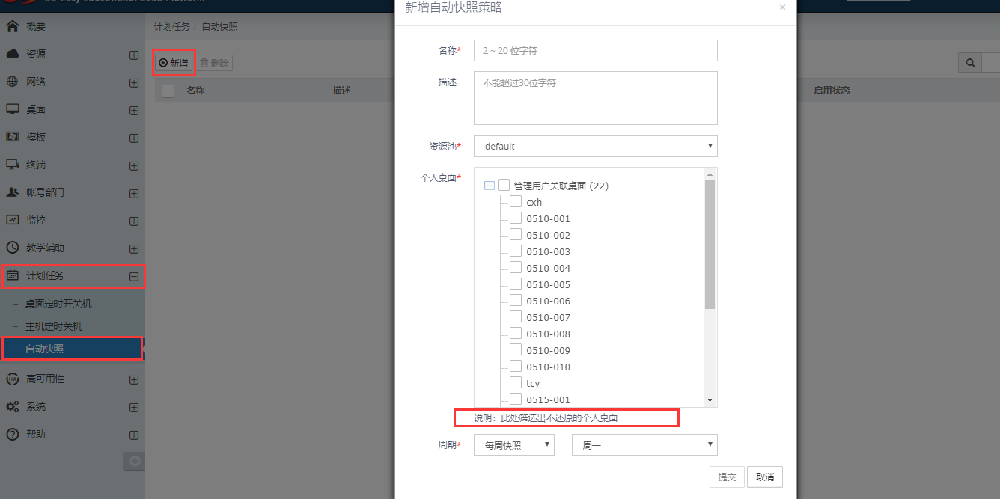 OS-Easy Educational DaaS Platform
新增自动快照策略
×
概要
资源
网络
桌面
模板
终端
帐号部门
监控
教学辅助
计划任务
桌面定时开关机
主机定时关机
自动快照
高可用性
系统
帮助
计划任务 / 自动快照
新增
删除
名称
描述
启用状态
名称*
2 ~ 20 位字符
描述
不能超过30位字符
资源池*
default
个人桌面*
管理用户关联桌面 (22)
cxh
0510-001
0510-002
0510-003
0510-004
0510-005
0510-006
0510-007
0510-008
0510-009
0510-010
tcy
0515-001
说明：此处筛选出不还原的个人桌面
周期*
每周快照
周一
提交
取消